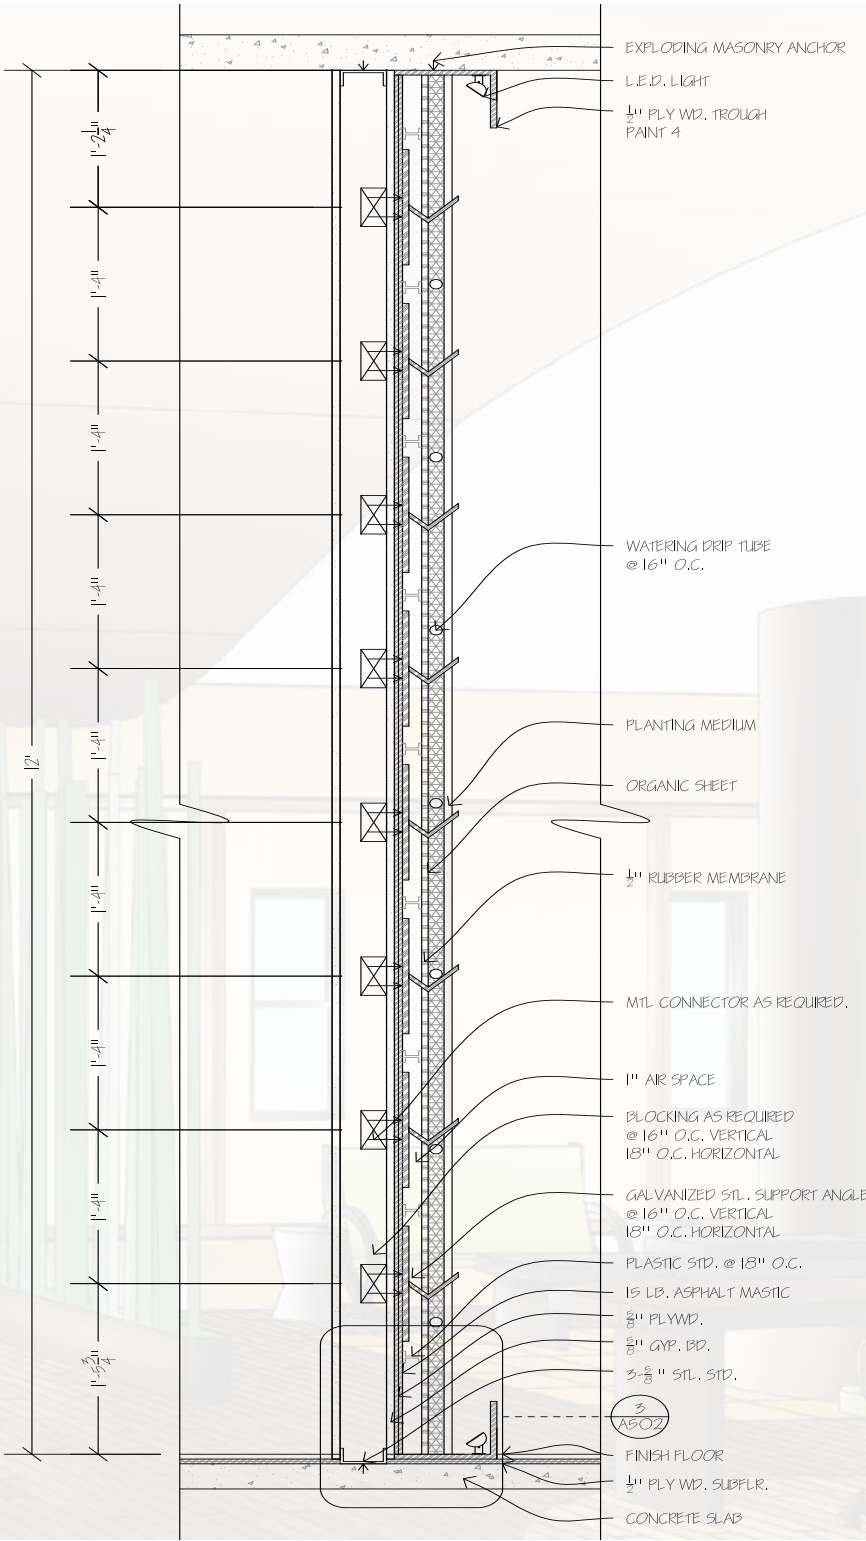 EXPLODING MASONRY ANCHOR
L.E.D. LIGHT
1/2" PLY WD. TROUGH
PAINT 4
1'-2 1/4"
1'-4"
1'-4"
1'-4"
WATERING DRIP TUBE
@ 16" O.C.
1'-4"
12'
PLANTING MEDIUM
ORGANIC SHEET
1/2" RUBBER MEMBRANE
1'-4"
MTL CONNECTOR AS REQUIRED.
1'-4"
1" AIR SPACE
BLOCKING AS REQUIRED
@ 16" O.C. VERTICAL
18" O.C. HORIZONTAL
1'-4"
GALVANIZED STL. SUPPORT ANGLE
@ 16" O.C. VERTICAL
18" O.C. HORIZONTAL
PLASTIC STD. @ 18" O.C.
15 LB. ASPHALT MASTIC
5/8" PLYWD.
5/8" GYP. BD.
3-5/8" STL. STD.
1'-5 3/4"
3
A502
FINISH FLOOR
1/2" PLY WD. SUBFLR.
CONCRETE SLAB